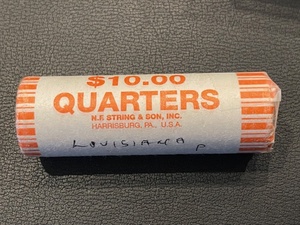 $10.00
QUARTERS
H.F. STRING & SON, INC.
HARRISBURG, PA., U.S.A.
LOUISIANA P